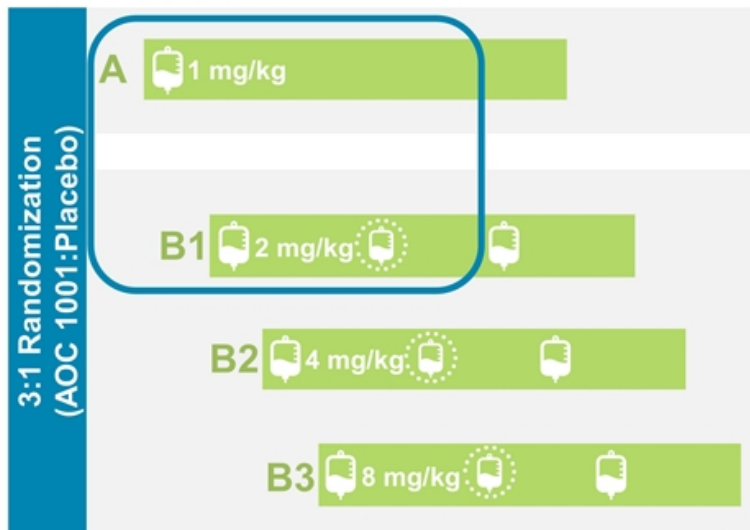 3:1 Randomization
(AOC 1001:Placebo)
A 1 mg/kg
B1 2 mg/kg
B2 4 mg/kg
B3 8 mg/kg